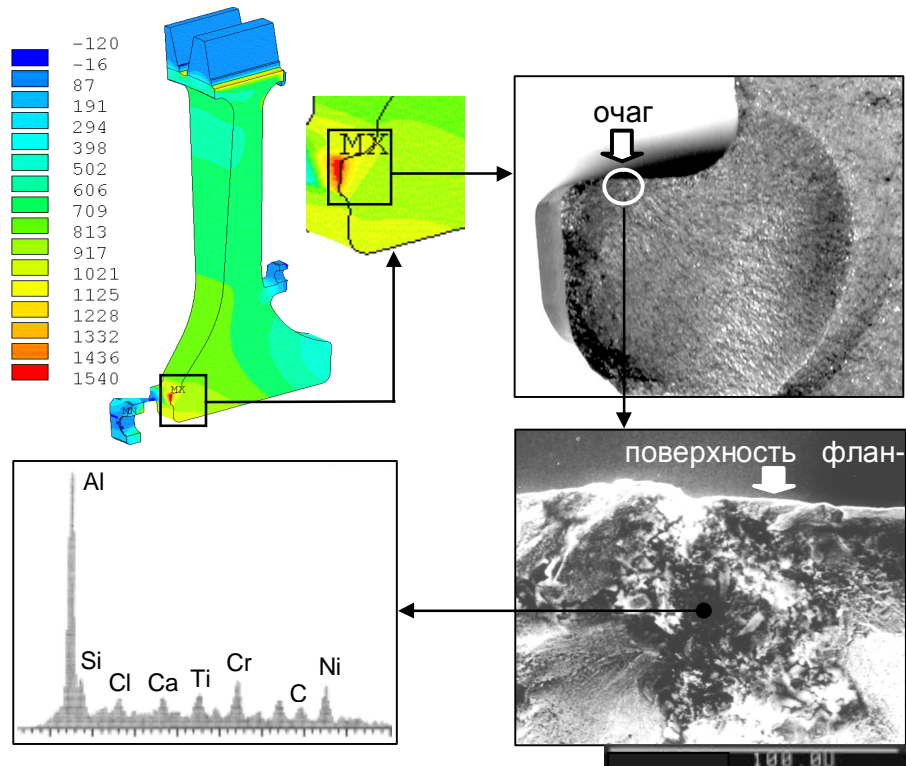 -120
-16
87
191
294
398
502
606
709
813
917
1021
1125
1228
1332
1436
1540
MX
MN
MX
очаг
поверхность флан-
Al
Si
Cl
Ca
Ti
Cr
C
Ni
100.0U